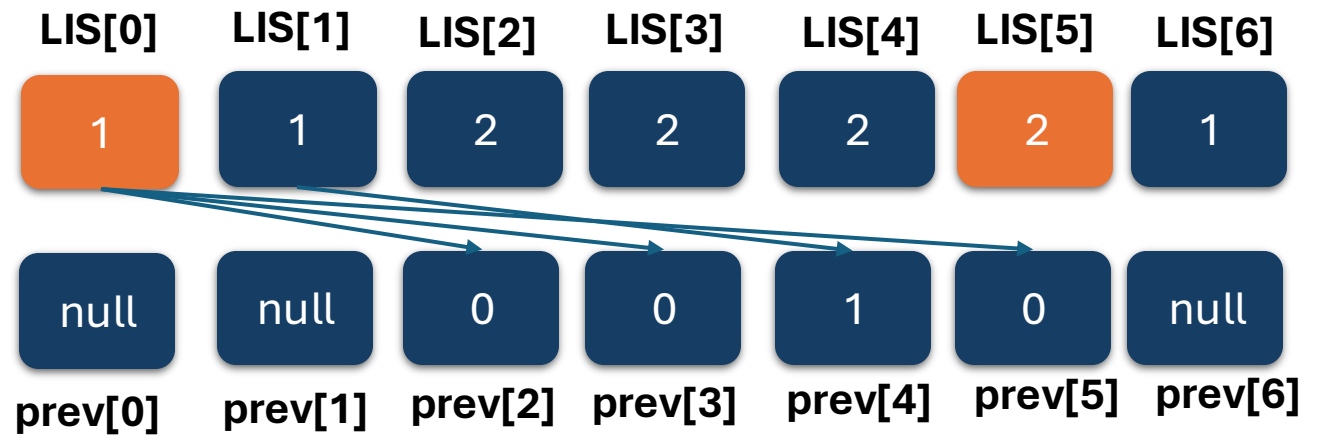 LIS[0] LIS[1] LIS[2] LIS[3] LIS[4] LIS[5] LIS[6]
1 1 2 2 2 2 1
null null 0 0 1 0 null
prev[0] prev[1] prev[2] prev[3] prev[4] prev[5] prev[6]